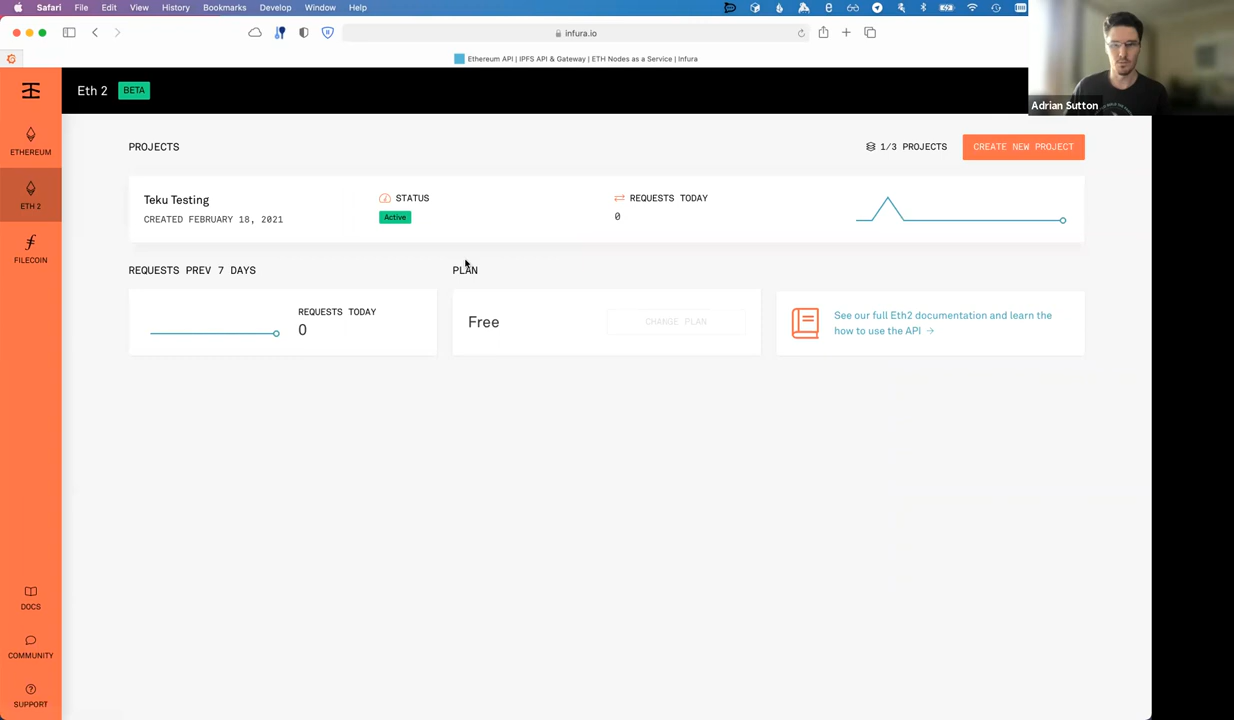 Safari File Edit View History Bookmarks Develop Window Help
infura.io
Ethereum API | IPFS API & Gateway | ETH Nodes as a Service | Infura
Adrian Sutton
Eth 2 BETA
ETHEREUM
ETH 2
FILECOIN
DOCS
COMMUNITY
SUPPORT
PROJECTS
1/3 PROJECTS
CREATE NEW PROJECT
Teku Testing
CREATED FEBRUARY 18, 2021
STATUS
Active
REQUESTS TODAY
0
REQUESTS PREV 7 DAYS
REQUESTS TODAY
0
PLAN
Free
CHANGE PLAN
See our full Eth2 documentation and learn the
how to use the API →